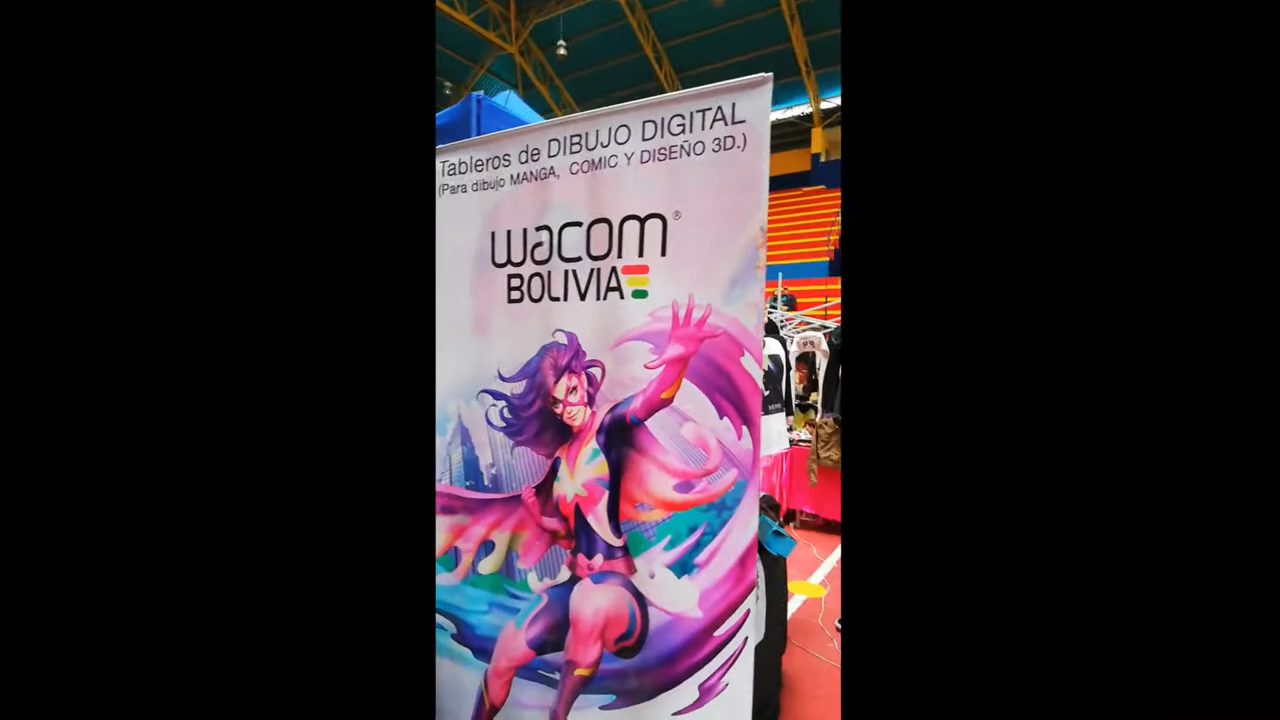 Tableros de DIBUJO DIGITAL
(Para dibujo MANGA, COMIC Y DISEÑO 3D.)
wacom®
BOLIVIA